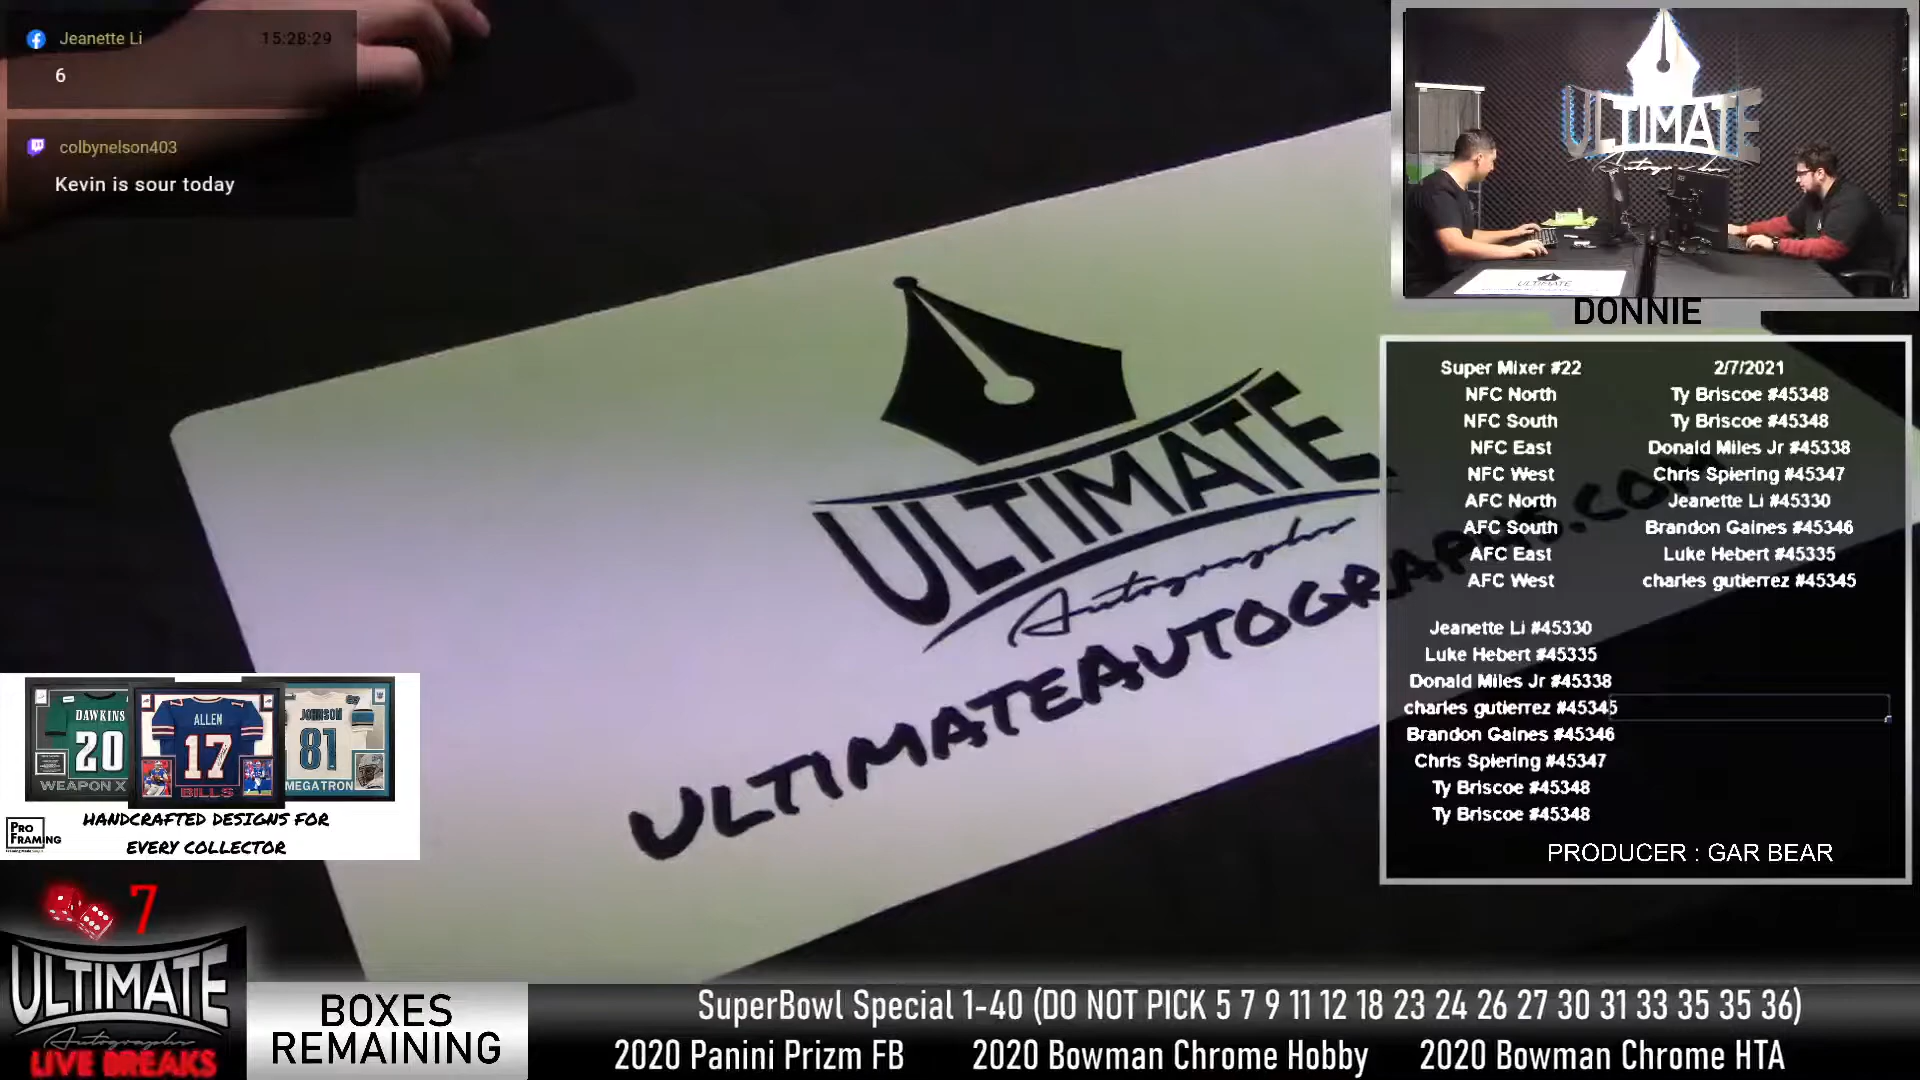 Jeanette Li 15:28:29
6
colbynelson403
Kevin is sour today
ULTIMATE
Autographs
ULTIMATEAUTOGRAPHS.COM
ULTIMATE
Autographs
ULTIMATE
DONNIE
Super Mixer #22 2/7/2021
NFC North Ty Briscoe #45348
NFC South Ty Briscoe #45348
NFC East Donald Miles Jr #45338
NFC West Chris Spiering #45347
AFC North Jeanette Li #45330
AFC South Brandon Gaines #45346
AFC East Luke Hebert #45335
AFC West charles gutierrez #45345
Jeanette Li #45330
Luke Hebert #45335
Donald Miles Jr #45338
charles gutierrez #45345
Brandon Gaines #45346
Chris Spiering #45347
Ty Briscoe #45348
Ty Briscoe #45348
PRODUCER : GAR BEAR
DAWKINS
20
WEAPON X
ALLEN
17
BILLS
JOHNSON
81
MEGATRON
PRO
FRAMING
HANDCRAFTED DESIGNS FOR
EVERY COLLECTOR
7
ULTIMATE
Autographs
LIVE BREAKS
BOXES
REMAINING
SuperBowl Special 1-40 (DO NOT PICK 5 7 9 11 12 18 23 24 26 27 30 31 33 35 35 36)
2020 Panini Prizm FB 2020 Bowman Chrome Hobby 2020 Bowman Chrome HTA